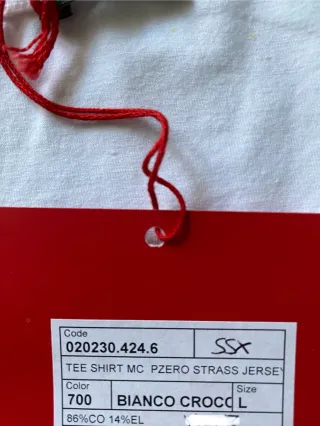 Code
020230.424.6 SSX
TEE SHIRT MC PZERO STRASS JERSEY
Color Size
700 BIANCO CROCO L
86%CO 14%EL